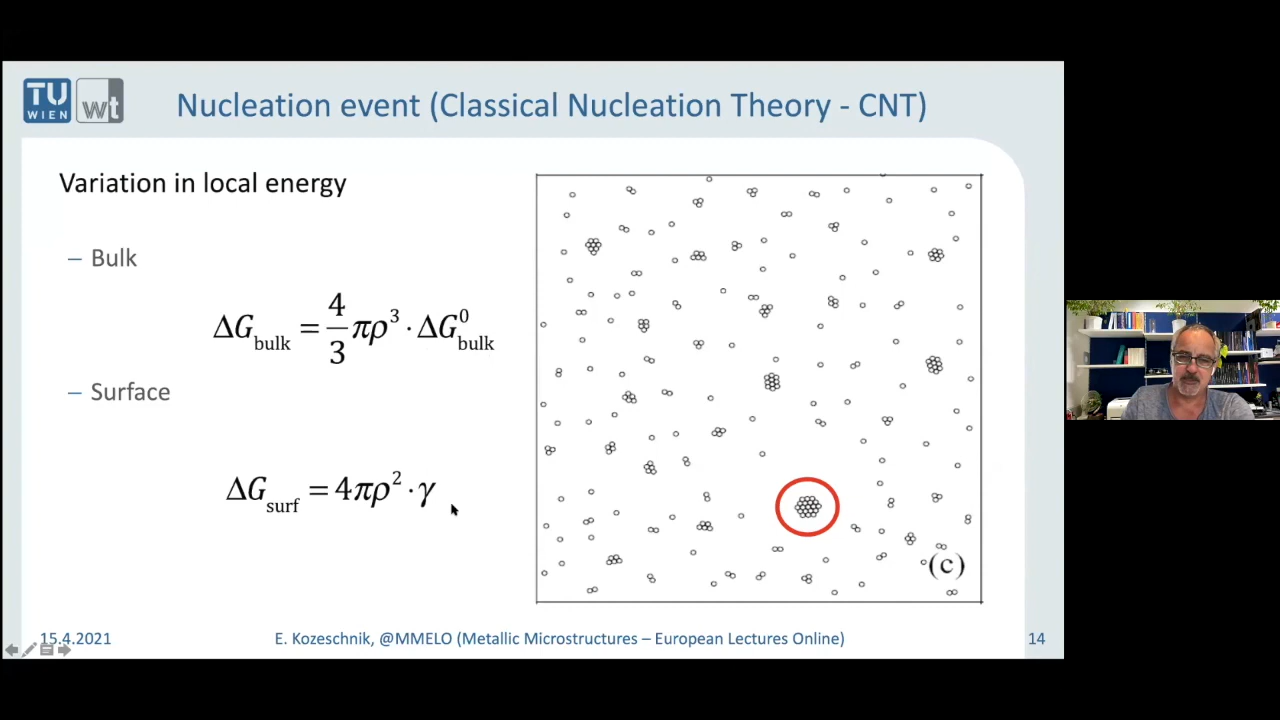 TU
WIEN
wt
Nucleation event (Classical Nucleation Theory - CNT)
Variation in local energy
– Bulk
ΔG_bulk = 4/3 πρ³ · ΔG⁰_bulk
– Surface
ΔG_surf = 4πρ² · γ
(c)
15.4.2021
E. Kozeschnik, @MMELO (Metallic Microstructures – European Lectures Online)
14